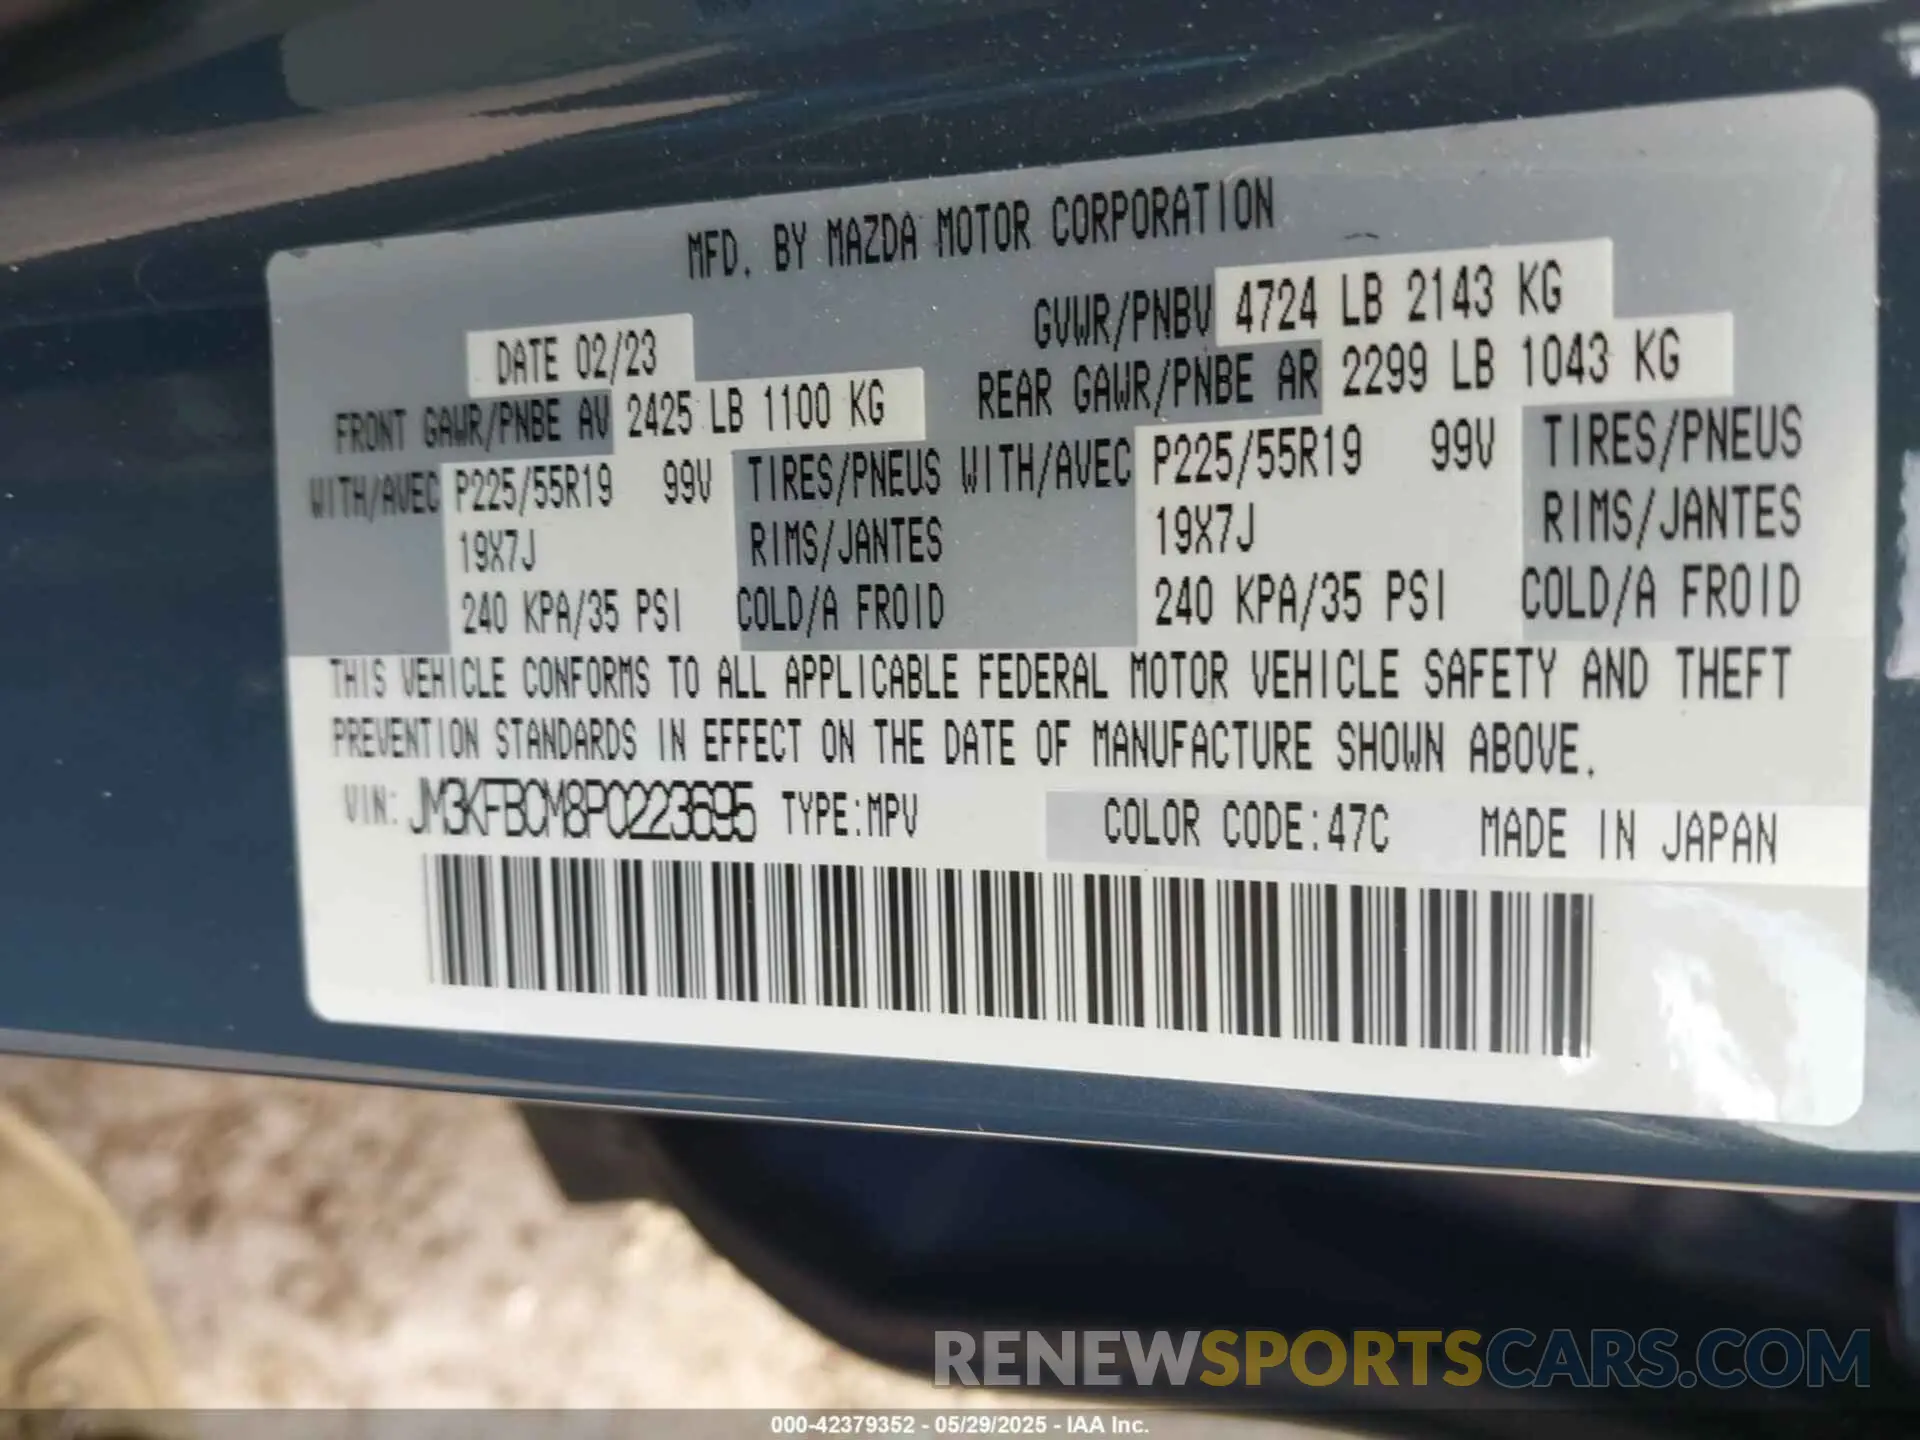 MFD. BY MAZDA MOTOR CORPORATION
DATE 02/23 GVWR/PNBV 4724 LB 2143 KG
FRONT GAWR/PNBE AV 2425 LB 1100 KG REAR GAWR/PNBE AR 2299 LB 1043 KG
WITH/AVEC P225/55R19 99V TIRES/PNEUS WITH/AVEC P225/55R19 99V TIRES/PNEUS
19X7J RIMS/JANTES 19X7J RIMS/JANTES
240 KPA/35 PSI COLD/A FROID 240 KPA/35 PSI COLD/A FROID
THIS VEHICLE CONFORMS TO ALL APPLICABLE FEDERAL MOTOR VEHICLE SAFETY AND THEFT
PREVENTION STANDARDS IN EFFECT ON THE DATE OF MANUFACTURE SHOWN ABOVE.
VIN: JM3KFBCM8P0223695 TYPE:MPV COLOR CODE:47C MADE IN JAPAN
RENEWSPORTSCARS.COM
000-42379352 - 05/29/2025 - IAA Inc.